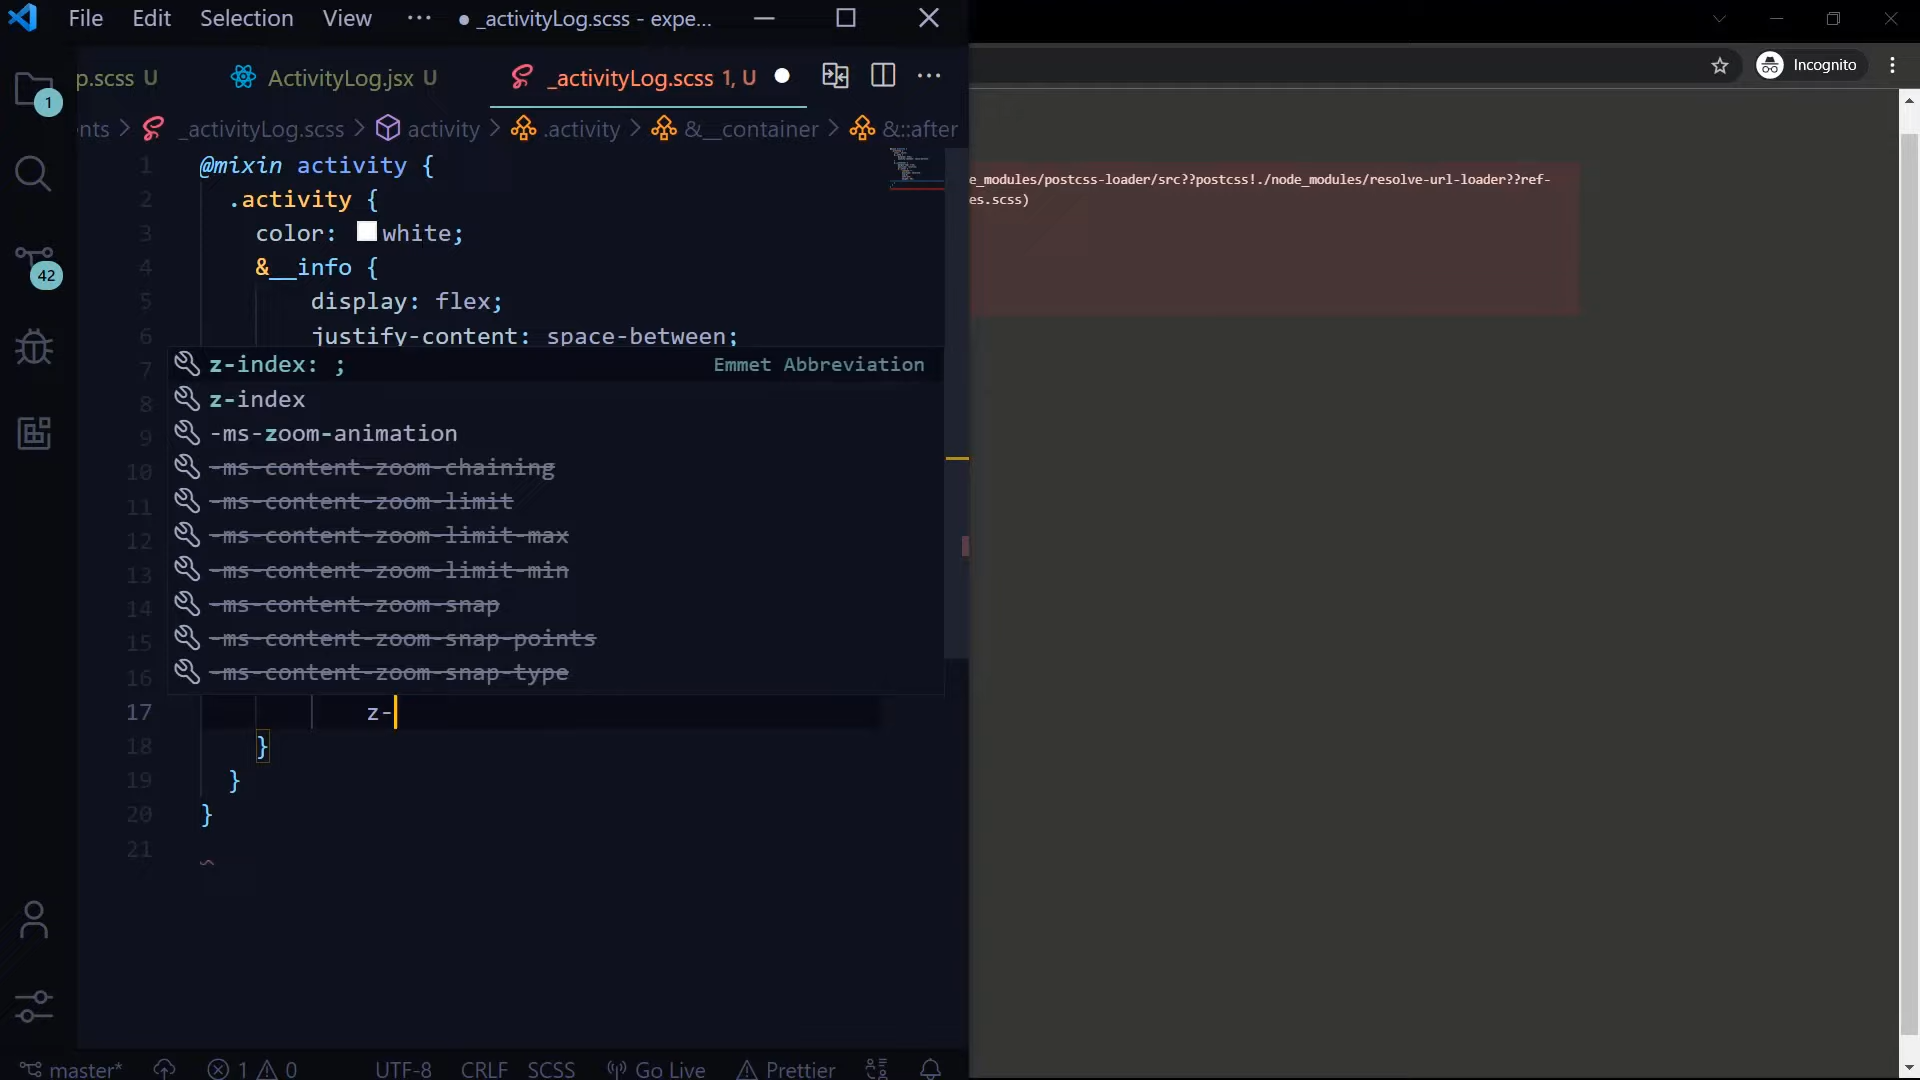 File Edit Selection View ··· ● _activityLog.scss - expe...
p.scss U ActivityLog.jsx U _activityLog.scss 1, U
Incognito
nts > _activityLog.scss > activity > .activity > &__container > &::after
1 @mixin activity {
2 .activity {
3 color: white;
4 &__info {
5 display: flex;
6 justify-content: space-between;
7 z-index: ; Emmet Abbreviation
8 z-index
9 -ms-zoom-animation
10 -ms-content-zoom-chaining
11 -ms-content-zoom-limit
12 -ms-content-zoom-limit-max
13 -ms-content-zoom-limit-min
14 -ms-content-zoom-snap
15 -ms-content-zoom-snap-points
16 -ms-content-zoom-snap-type
17 z-
18 }
19 }
20 }
21
1
42
e_modules/postcss-loader/src??postcss!./node_modules/resolve-url-loader??ref-
es.scss)
master* 1 0 UTF-8 CRLF SCSS Go Live Prettier